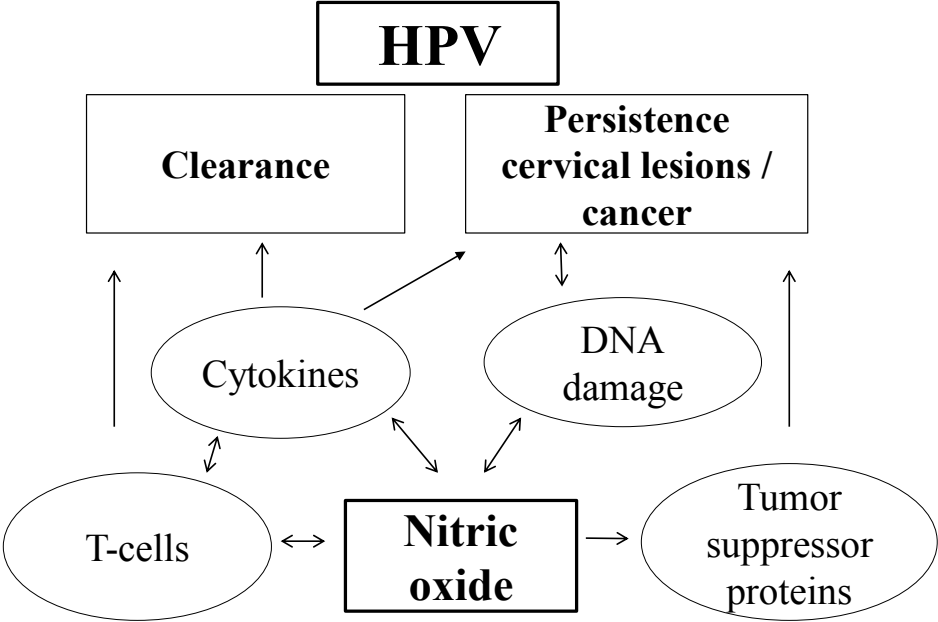 HPV
Clearance
Persistence
cervical lesions /
cancer
Cytokines
DNA
damage
T-cells
Nitric
oxide
Tumor
suppressor
proteins